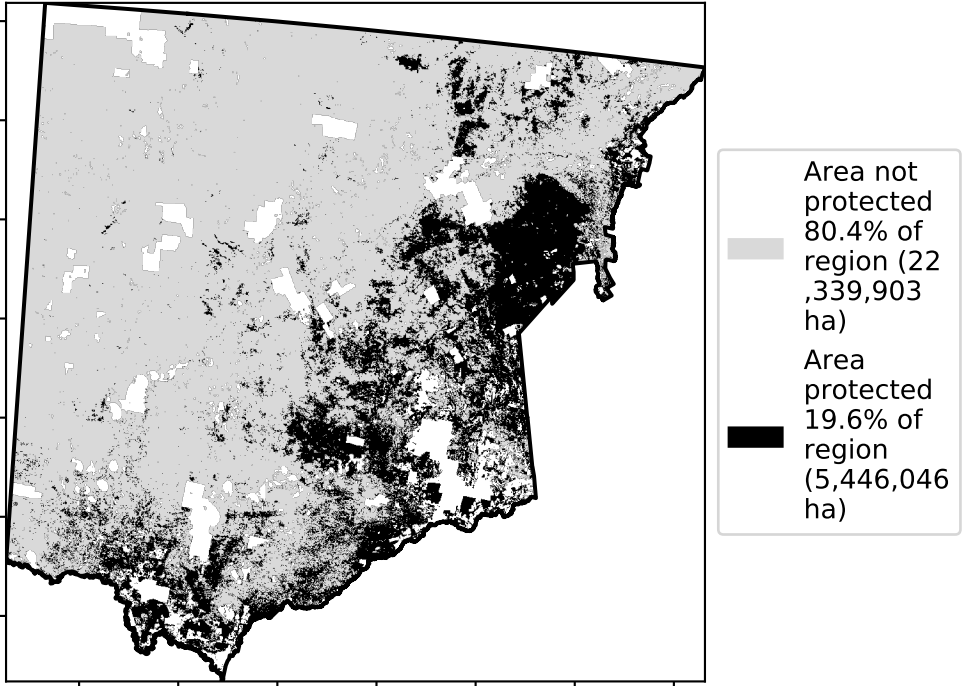 Area not
protected
80.4% of
region (22
,339,903
ha)
Area
protected
19.6% of
region
(5,446,046
ha)